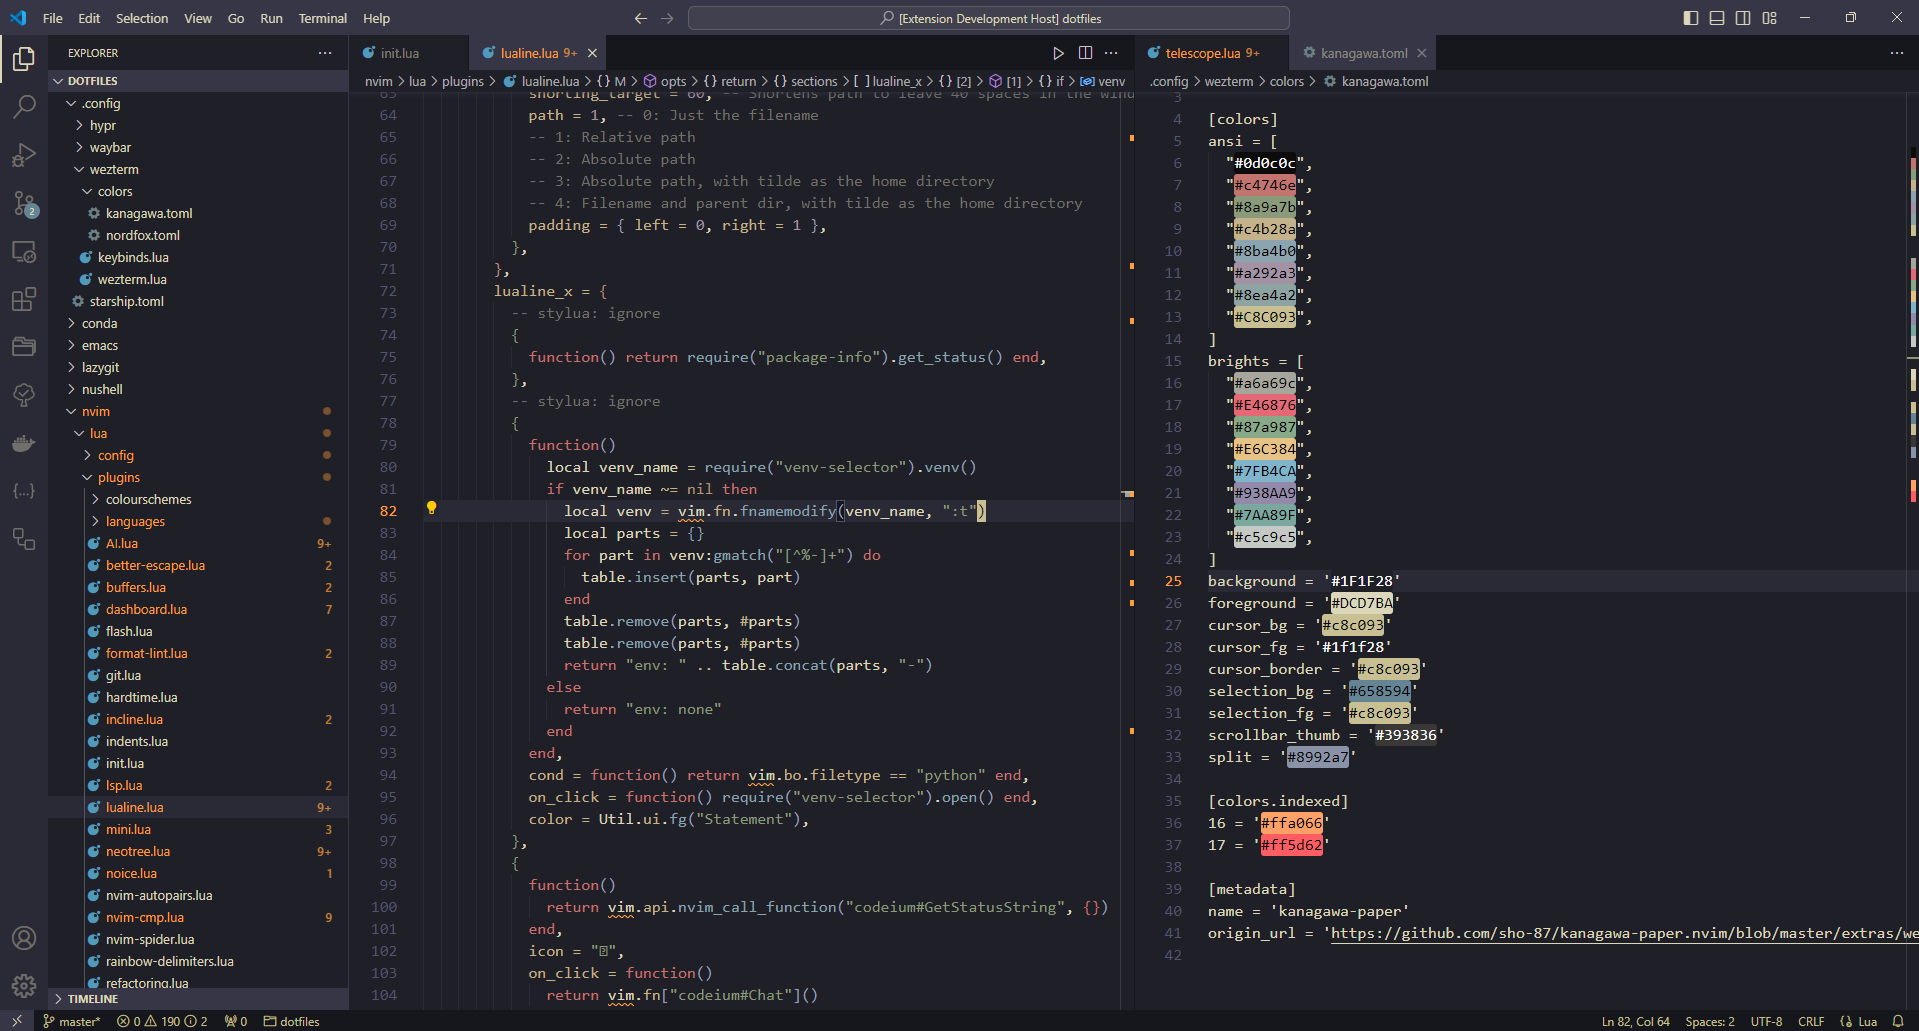 File Edit Selection View Go Run Terminal Help
[Extension Development Host] dotfiles
EXPLORER
DOTFILES
.config
hypr
waybar
wezterm
colors
kanagawa.toml
nordfox.toml
keybinds.lua
wezterm.lua
starship.toml
conda
emacs
lazygit
nushell
nvim
lua
config
plugins
colourschemes
languages
AI.lua 9+
better-escape.lua 2
buffers.lua 2
dashboard.lua 7
flash.lua
format-lint.lua 2
git.lua
hardtime.lua
incline.lua 2
indents.lua
init.lua
lsp.lua 2
lualine.lua 9+
mini.lua 3
neotree.lua 9+
noice.lua 1
nvim-autopairs.lua
nvim-cmp.lua 9
nvim-spider.lua
rainbow-delimiters.lua
refactoring.lua
TIMELINE
2
init.lua
lualine.lua 9+
nvim > lua > plugins > lualine.lua > {} M > opts > {} return > {} sections > [ ] lualine_x > {} [2] > [1] > {} if > venv
63 shorting_target = 60, -- Shortens path to leave 40 spaces in the wind
64 path = 1, -- 0: Just the filename
65 -- 1: Relative path
66 -- 2: Absolute path
67 -- 3: Absolute path, with tilde as the home directory
68 -- 4: Filename and parent dir, with tilde as the home directory
69 padding = { left = 0, right = 1 },
70 },
71 },
72 lualine_x = {
73 -- stylua: ignore
74 {
75 function() return require("package-info").get_status() end,
76 },
77 -- stylua: ignore
78 {
79 function()
80 local venv_name = require("venv-selector").venv()
81 if venv_name ~= nil then
82 local venv = vim.fn.fnamemodify(venv_name, ":t")
83 local parts = {}
84 for part in venv:gmatch("[^%-]+") do
85 table.insert(parts, part)
86 end
87 table.remove(parts, #parts)
88 table.remove(parts, #parts)
89 return "env: " .. table.concat(parts, "-")
90 else
91 return "env: none"
92 end
93 end,
94 cond = function() return vim.bo.filetype == "python" end,
95 on_click = function() require("venv-selector").open() end,
96 color = Util.ui.fg("Statement"),
97 },
98 {
99 function()
100 return vim.api.nvim_call_function("codeium#GetStatusString", {})
101 end,
102 icon = "",
103 on_click = function()
104 return vim.fn["codeium#Chat"]()
telescope.lua 9+
kanagawa.toml
.config > wezterm > colors > kanagawa.toml
3
4 [colors]
5 ansi = [
6 "#0d0c0c",
7 "#c4746e",
8 "#8a9a7b",
9 "#c4b28a",
10 "#8ba4b0",
11 "#a292a3",
12 "#8ea4a2",
13 "#C8C093",
14 ]
15 brights = [
16 "#a6a69c",
17 "#E46876",
18 "#87a987",
19 "#E6C384",
20 "#7FB4CA",
21 "#938AA9",
22 "#7AA89F",
23 "#c5c9c5",
24 ]
25 background = '#1F1F28'
26 foreground = '#DCD7BA'
27 cursor_bg = '#c8c093'
28 cursor_fg = '#1f1f28'
29 cursor_border = '#c8c093'
30 selection_bg = '#658594'
31 selection_fg = '#c8c093'
32 scrollbar_thumb = '#393836'
33 split = '#8992a7'
34
35 [colors.indexed]
36 16 = '#ffa066'
37 17 = '#ff5d62'
38
39 [metadata]
40 name = 'kanagawa-paper'
41 origin_url = 'https://github.com/sho-87/kanagawa-paper.nvim/blob/master/extras/we
42
master* 0 190 2 0 dotfiles
Ln 82, Col 64 Spaces: 2 UTF-8 CRLF Lua